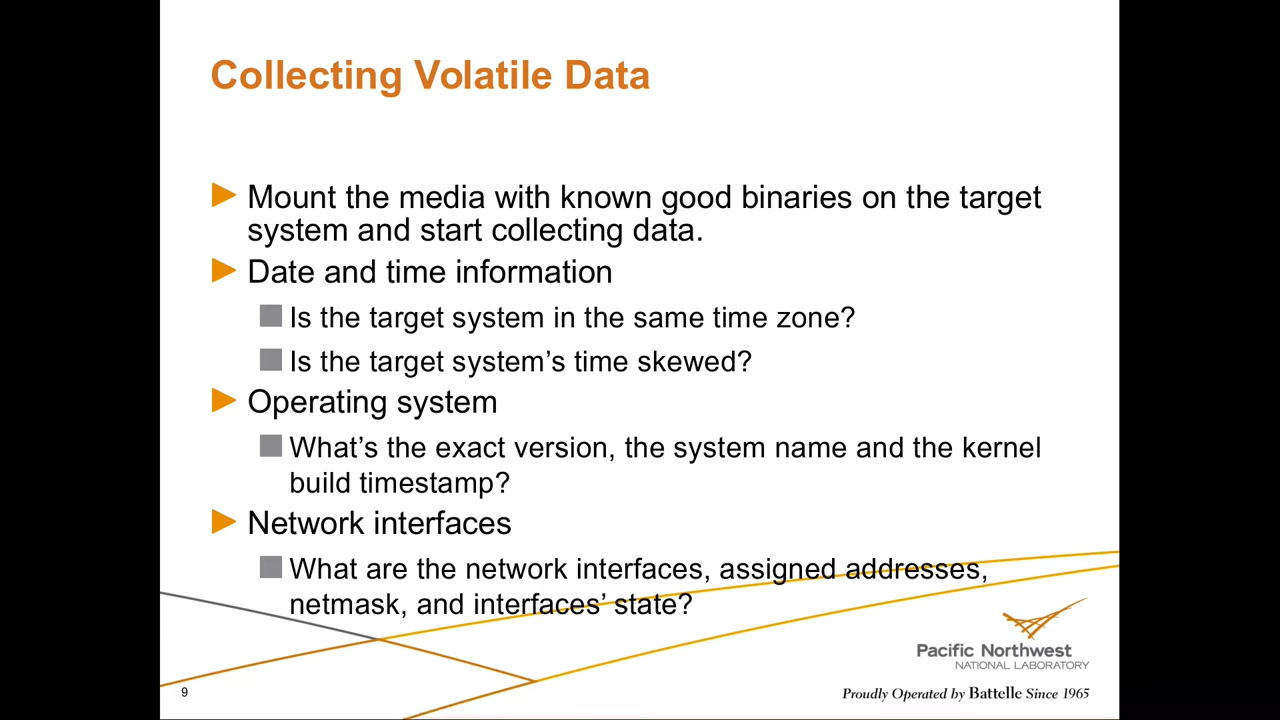 Collecting Volatile Data
Mount the media with known good binaries on the target
system and start collecting data.
Date and time information
Is the target system in the same time zone?
Is the target system's time skewed?
Operating system
What's the exact version, the system name and the kernel
build timestamp?
Network interfaces
What are the network interfaces, assigned addresses,
netmask, and interfaces' state?
Pacific Northwest
NATIONAL LABORATORY
9
Proudly Operated by Battelle Since 1965